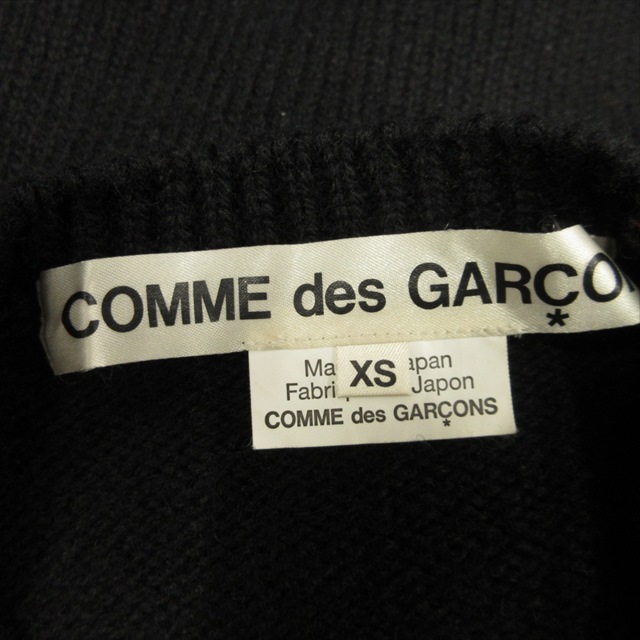 COMME des GARÇO
Ma apan
XS
Fabri Japon
COMME des GARÇONS